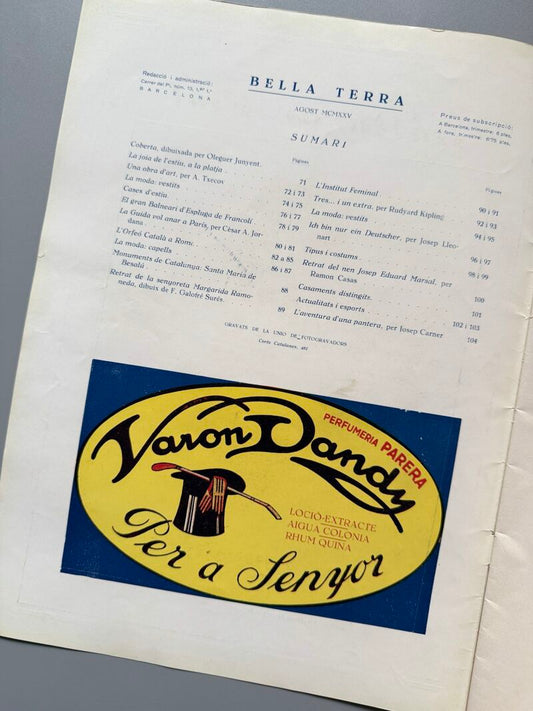 Redacció i administració:
Carrer del Pi, núm. 13, 1.er 1.ª
BARCELONA
BELLA TERRA
AGOST MCMXXV
SUMARI
Preus de subscripció:
A Barcelona, trimestre: 6 ptes.
A fora, trimestre: 6'75 ptes.
Pàgines
Coberta, dibuixada per Oleguer Junyent.
La joia de l'estiu, a la platja 71
Una obra d'art, per A. Txecov 72 i 73
La moda: vestits 74 i 75
Cases d'estiu 76 i 77
El gran Balneari d'Espluga de Francolí 78 i 79
La Guida vol anar a París, per Cèsar A. Jordana 80 i 81
L'Orfeó Català a Roma 82 a 85
La moda: capells 86 i 87
Monuments de Catalunya: Santa Maria de
Besalú 88
Retrat de la senyoreta Margarida Ramoneda, dibuix de F. Galofré Surés 89
Pàgines
L'Institut Feminal 90 i 91
Tres... i un extra, per Rudyard Kipling 92 i 93
La moda: vestits 94 i 95
Ich bin nur ein Deutscher, per Josep Lleonart 96 i 97
Tipus i costums 98 i 99
Retrat del nen Josep Eduard Marsal, per
Ramon Casas 100
Casaments distingits 101
Actualitats i esports 102 i 103
L'aventura d'una pantera, per Josep Carner 104
GRAVATS DE LA UNIÓ DE FOTOGRAVADORS
Corts Catalanes, 481
Varon Dandy
PERFUMERIA PARERA
LOCIÓ-EXTRACTE
AIGUA COLONIA
RHUM QUINA
Per a Senyor